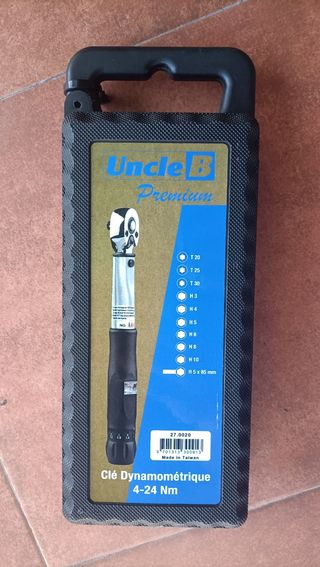 Uncle B
Premium
T 20
T 25
T 30
H 3
H 4
H 5
H 6
H 8
H 10
H 5 x 85 mm
27.0020
Made in Taiwan
Clé Dynamométrique
4-24 Nm